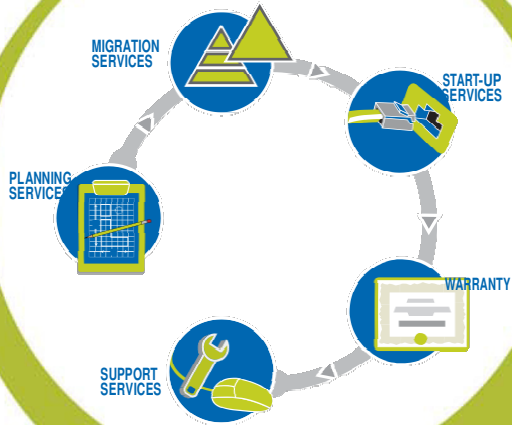 MIGRATION
SERVICES
START-UP
SERVICES
PLANNING
SERVICES
WARRANTY
SUPPORT
SERVICES